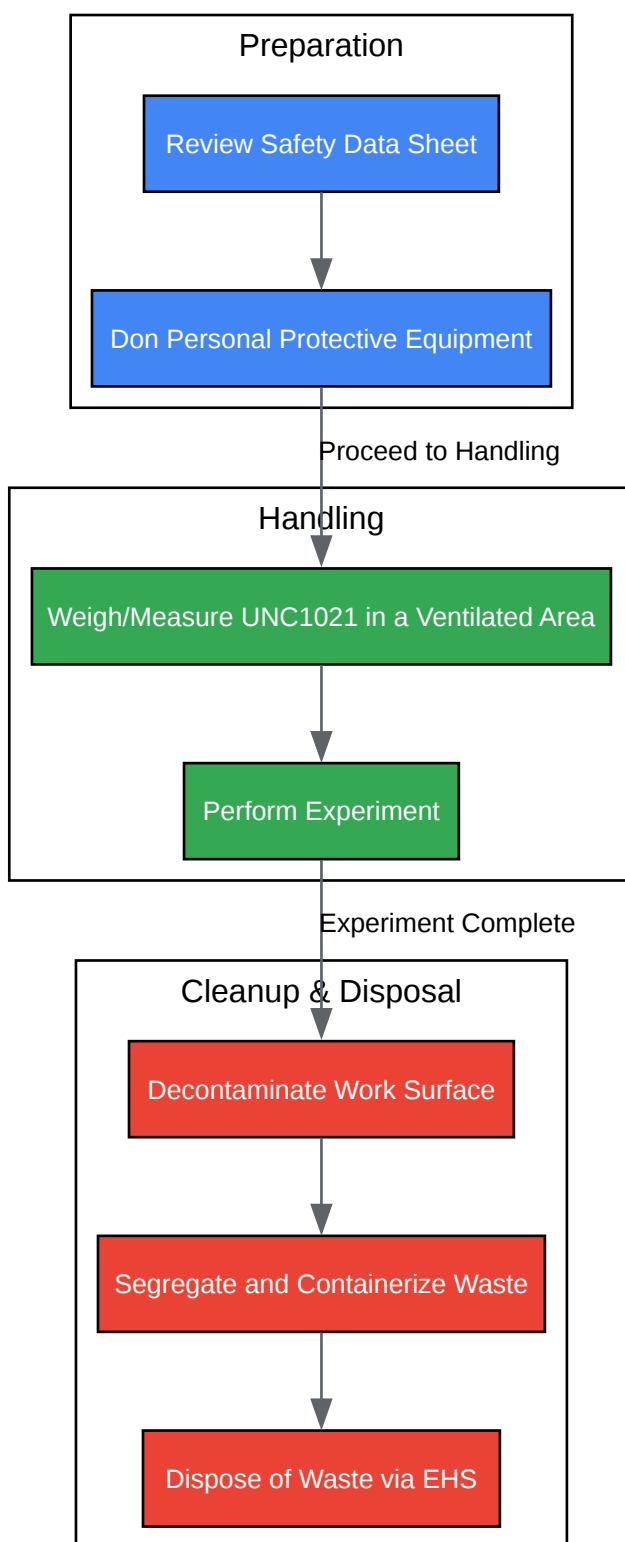 Preparation
Review Safety Data Sheet
Don Personal Protective Equipment
Proceed to Handling
Handling
Weigh/Measure UNC1021 in a Ventilated Area
Perform Experiment
Experiment Complete
Cleanup & Disposal
Decontaminate Work Surface
Segregate and Containerize Waste
Dispose of Waste via EHS